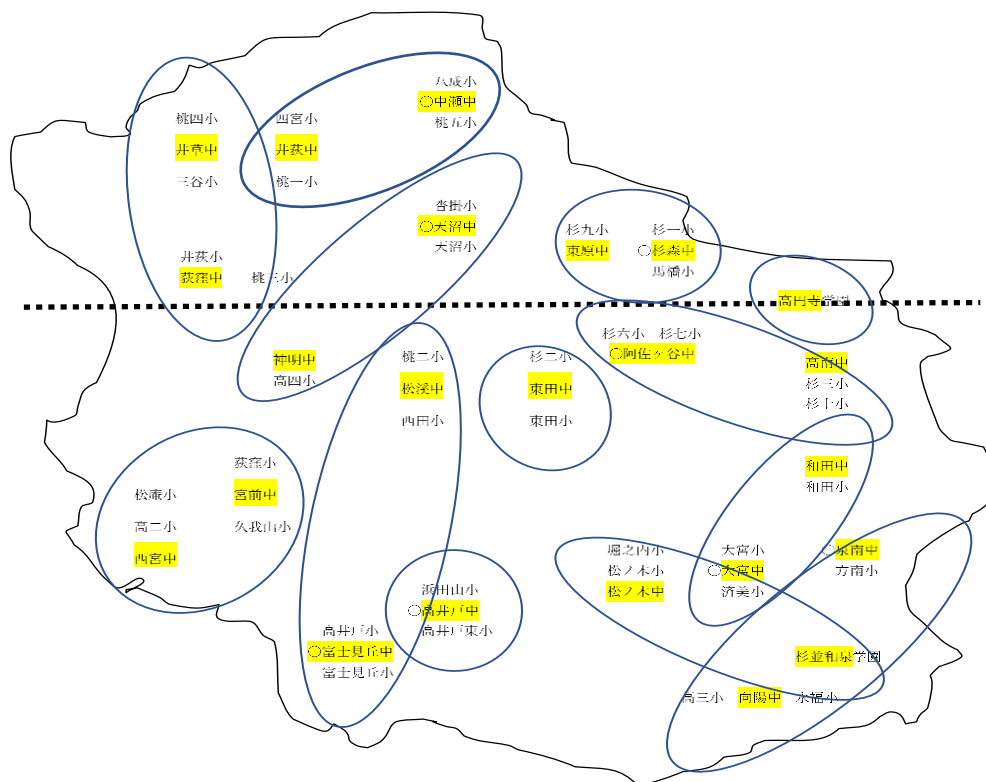 八成小
○中瀬中
桃五小
桃四小
井草中
三谷小
四宮小
井荻中
桃一小
沓掛小
○天沼中
天沼小
杉九小
東原中
杉一小
○杉森中
馬橋小
井荻小
荻窪中
桃三小
高円寺学園
神明中
高四小
桃二小
松溪中
西田小
杉二小
東田中
東田小
杉六小 杉七小
○阿佐ヶ谷中
高南中
杉三小
杉十小
荻窪小
宮前中
久我山小
松庵小
高二小
西宮中
和田中
和田小
堀之内小
松ノ木小
松ノ木中
大宮小
○大宮中
済美小
○泉南中
方南小
浜田山小
○高井戸中
高井戸東小
高井戸小
○富士見丘中
富士見丘小
杉並和泉学園
高三小 向陽中 永福小